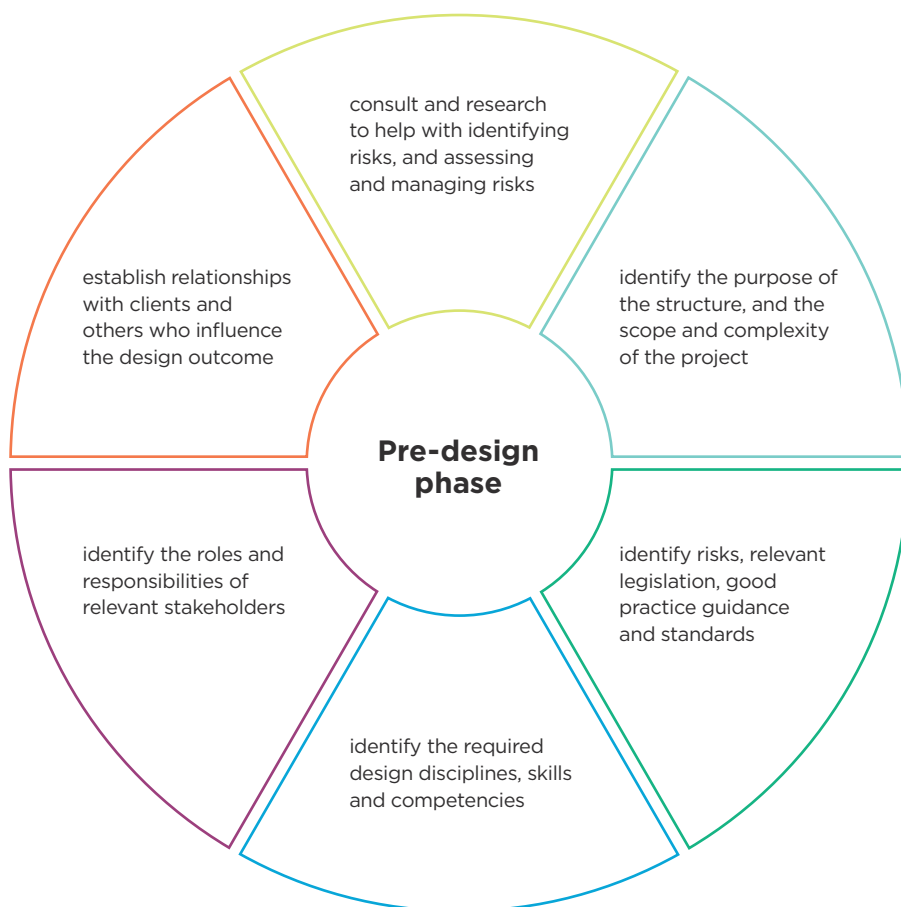 consult and research
to help with identifying
risks, and assessing
and managing risks
establish relationships
with clients and
others who influence
the design outcome
identify the purpose of
the structure, and the
scope and complexity
of the project
Pre-design
phase
identify the roles and
responsibilities of
relevant stakeholders
identify risks, relevant
legislation, good
practice guidance
and standards
identify the required
design disciplines, skills
and competencies